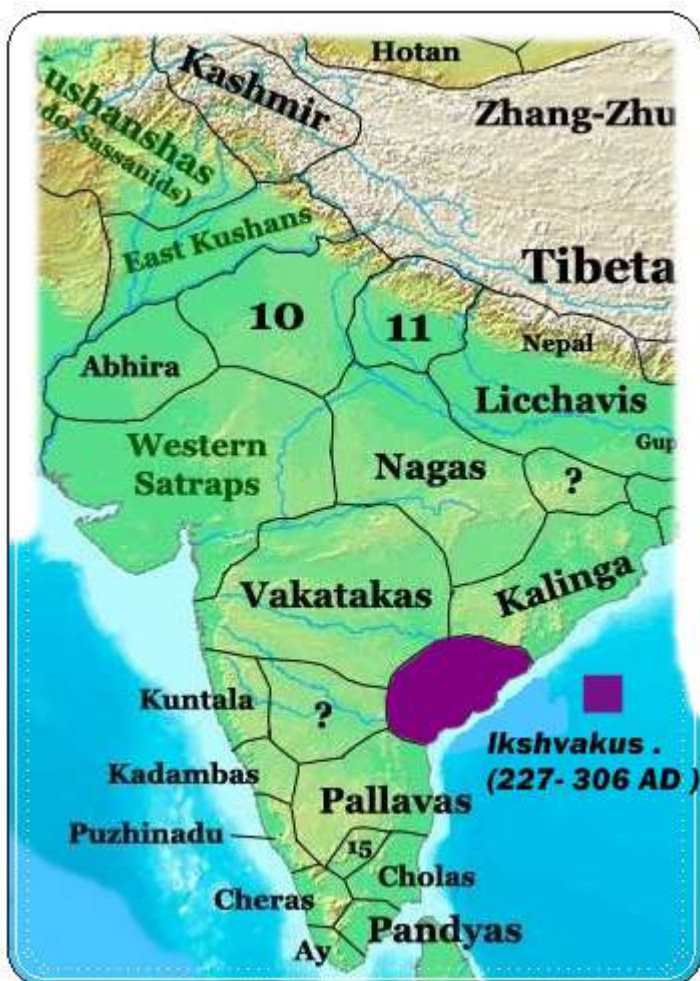 Hotan
Kashmir
Zhang-Zhu
ushanshas
do-Sassanids)
East Kushans
Tibeta
10
11
Nepal
Abhira
Licchavis
Western
Satraps
Gup
Nagas
?
Vakatakas
Kalinga
Kuntala
?
Ikshvakus .
(227- 306 AD )
Kadambas
Pallavas
Puzhinadu
15
Cholas
Cheras
Pandyas
Ay